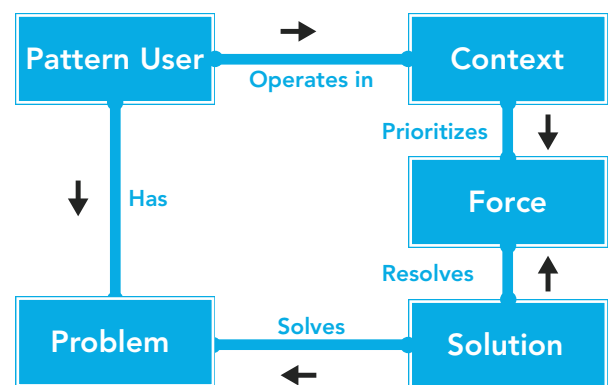 Pattern User
Operates in
Context
Prioritizes
Has
Force
Resolves
Problem
Solves
Solution